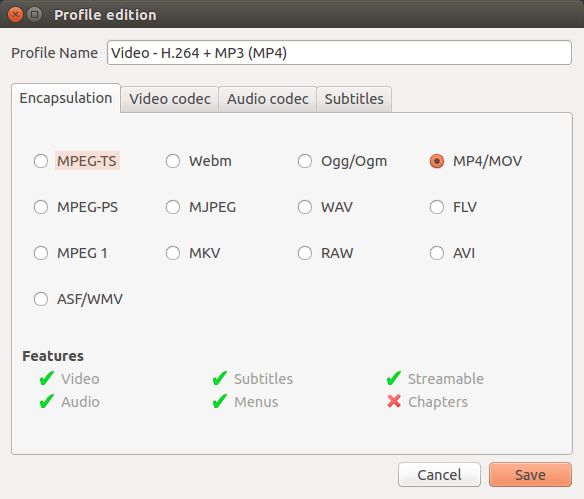 Profile edition
Profile Name Video - H.264 + MP3 (MP4)
Encapsulation Video codec Audio codec Subtitles
MPEG-TS Webm Ogg/Ogm MP4/MOV
MPEG-PS MJPEG WAV FLV
MPEG 1 MKV RAW AVI
ASF/WMV
Features
Video Subtitles Streamable
Audio Menus Chapters
Cancel Save